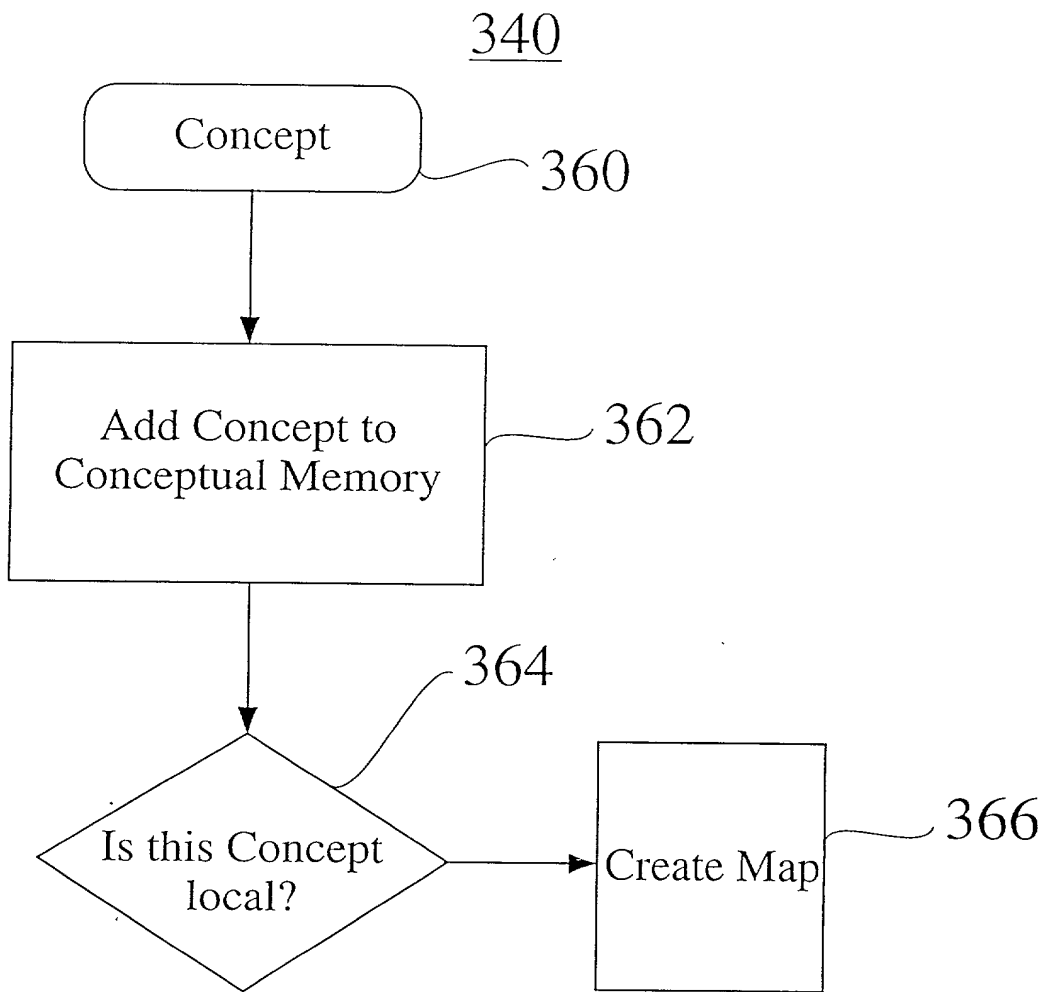 340
Concept
360
Add Concept to
Conceptual Memory
362
364
Is this Concept
local?
Create Map
366